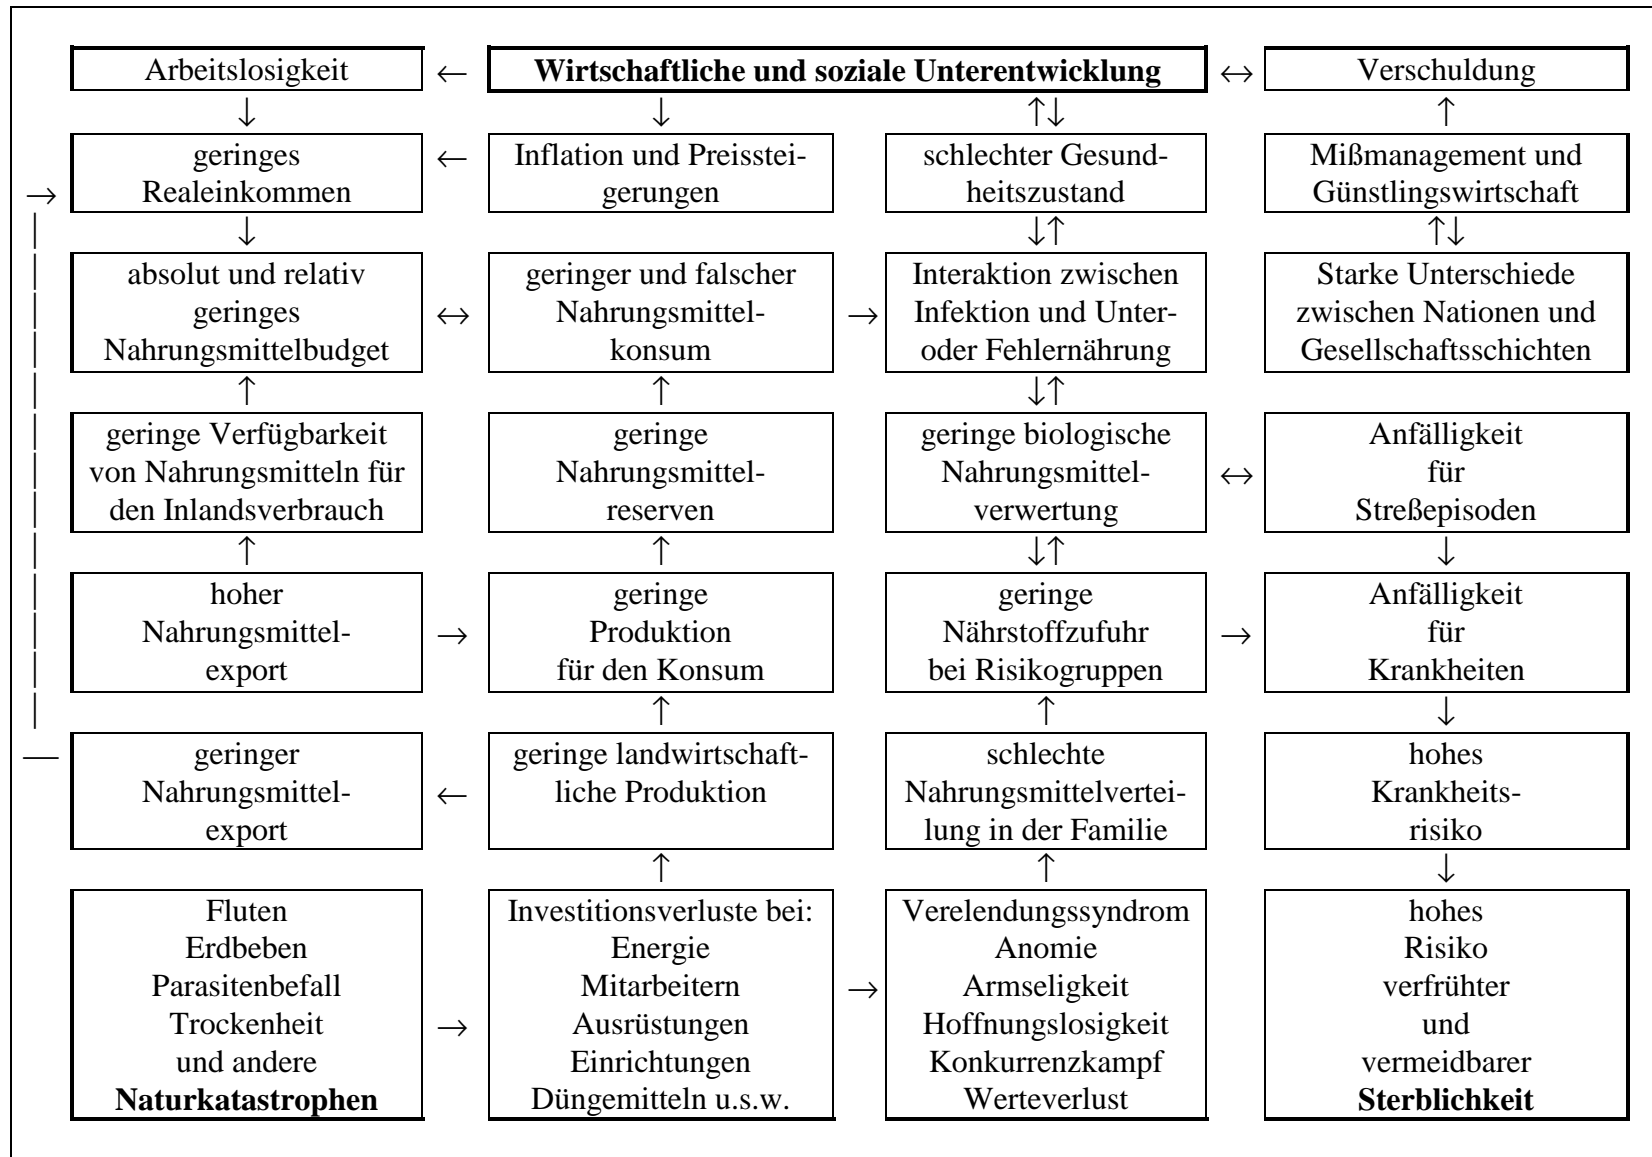 Arbeitslosigkeit ← Wirtschaftliche und soziale Unterentwicklung ↔ Verschuldung
↓ ↓ ↑↓ ↑
geringes
Realeinkommen
←
Inflation und Preisstei-
gerungen
schlechter Gesund-
heitszustand
Mißmanagement und
Günstlingswirtschaft
→
↓ ↓↑ ↑↓
absolut und relativ
geringes
Nahrungsmittelbudget
↔
geringer und falscher
Nahrungsmittel-
konsum
→
Interaktion zwischen
Infektion und Unter-
oder Fehlernährung
Starke Unterschiede
zwischen Nationen und
Gesellschaftsschichten
↑ ↑ ↓↑
geringe Verfügbarkeit
von Nahrungsmitteln für
den Inlandsverbrauch
geringe
Nahrungsmittel-
reserven
geringe biologische
Nahrungsmittel-
verwertung
↔
Anfälligkeit
für
Streßepisoden
↑ ↑ ↓↑ ↓
hoher
Nahrungsmittel-
export
→
geringe
Produktion
für den Konsum
geringe
Nährstoffzufuhr
bei Risikogruppen
→
Anfälligkeit
für
Krankheiten
↑ ↑ ↓
geringer
Nahrungsmittel-
export
←
geringe landwirtschaft-
liche Produktion
schlechte
Nahrungsmittelvertei-
lung in der Familie
hohes
Krankheits-
risiko
↑ ↑ ↓
Fluten
Erdbeben
Parasitenbefall
Trockenheit
und andere
Naturkatastrophen
→
Investitionsverluste bei:
Energie
Mitarbeitern
Ausrüstungen
Einrichtungen
Düngemitteln u.s.w.
→
Verelendungssyndrom
Anomie
Armseligkeit
Hoffnungslosigkeit
Konkurrenzkampf
Werteverlust
hohes
Risiko
verfrühter
und
vermeidbarer
Sterblichkeit